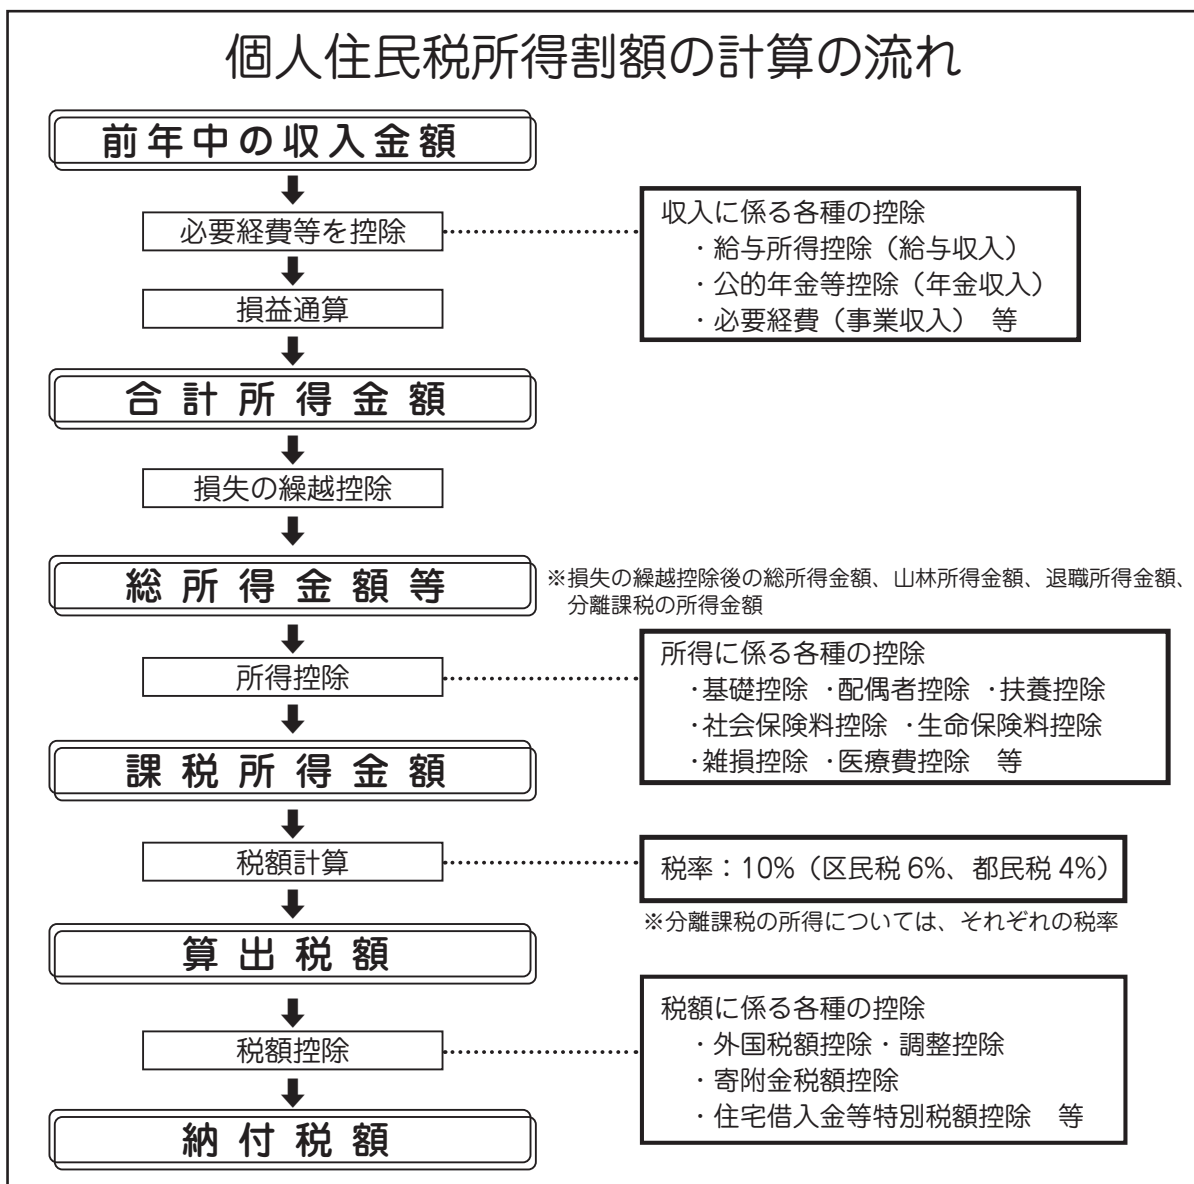 個人住民税所得割額の計算の流れ
前年中の収入金額
必要経費等を控除
収入に係る各種の控除
・給与所得控除（給与収入）
・公的年金等控除（年金収入）
・必要経費（事業収入）　等
損益通算
合計所得金額
損失の繰越控除
総所得金額等
※損失の繰越控除後の総所得金額、山林所得金額、退職所得金額、
分離課税の所得金額
所得控除
所得に係る各種の控除
・基礎控除 ・配偶者控除 ・扶養控除
・社会保険料控除 ・生命保険料控除
・雑損控除 ・医療費控除　等
課税所得金額
税額計算
税率：10%（区民税 6%、都民税 4%）
※分離課税の所得については、それぞれの税率
算出税額
税額控除
税額に係る各種の控除
・外国税額控除・調整控除
・寄附金税額控除
・住宅借入金等特別税額控除　等
納付税額